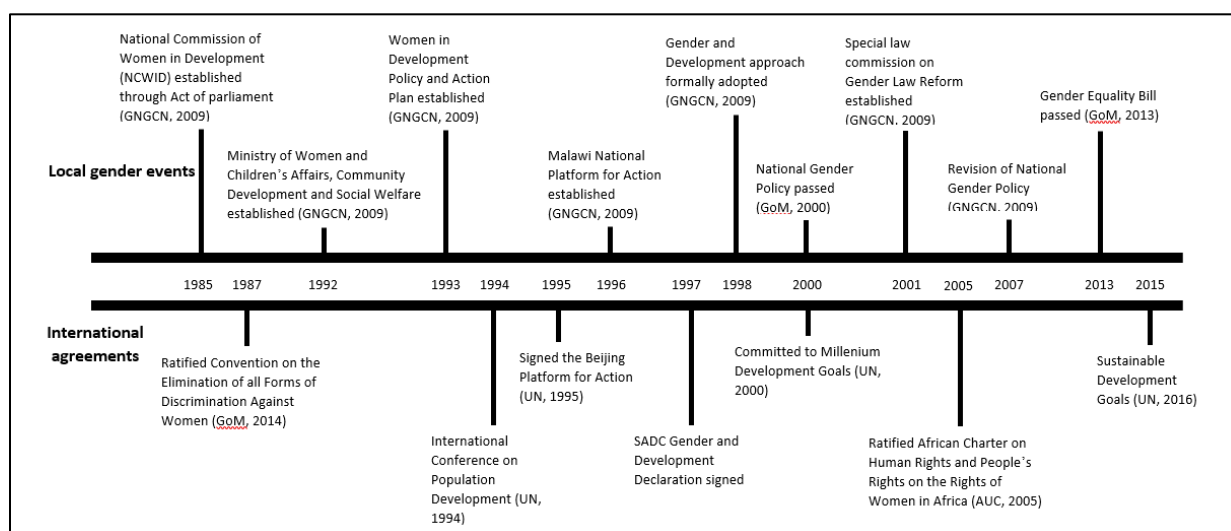 National Commission of
Women in Development
(NCWID) established
through Act of parliament
(GNGCN, 2009)
Women in
Development
Policy and Action
Plan established
(GNGCN, 2009)
Gender and
Development approach
formally adopted
(GNGCN, 2009)
Special law
commission on
Gender Law Reform
established
(GNGCN, 2009)
Gender Equality Bill
passed (GoM, 2013)
Local gender events
Ministry of Women and
Children's Affairs, Community
Development and Social Welfare
established (GNGCN, 2009)
Malawi National
Platform for Action
established
(GNGCN, 2009)
National Gender
Policy passed
(GoM, 2000)
Revision of National
Gender Policy
(GNGCN, 2009)
1985 1987 1992 1993 1994 1995 1996 1997 1998 2000 2001 2005 2007 2013 2015
International
agreements
Ratified Convention on the
Elimination of all Forms of
Discrimination Against
Women (GoM, 2014)
Signed the Beijing
Platform for Action
(UN, 1995)
Committed to Millenium
Development Goals (UN,
2000)
Sustainable
Development
Goals (UN, 2016)
International
Conference on
Population
Development (UN,
1994)
SADC Gender and
Development
Declaration signed
Ratified African Charter on
Human Rights and People's
Rights on the Rights of
Women in Africa (AUC, 2005)